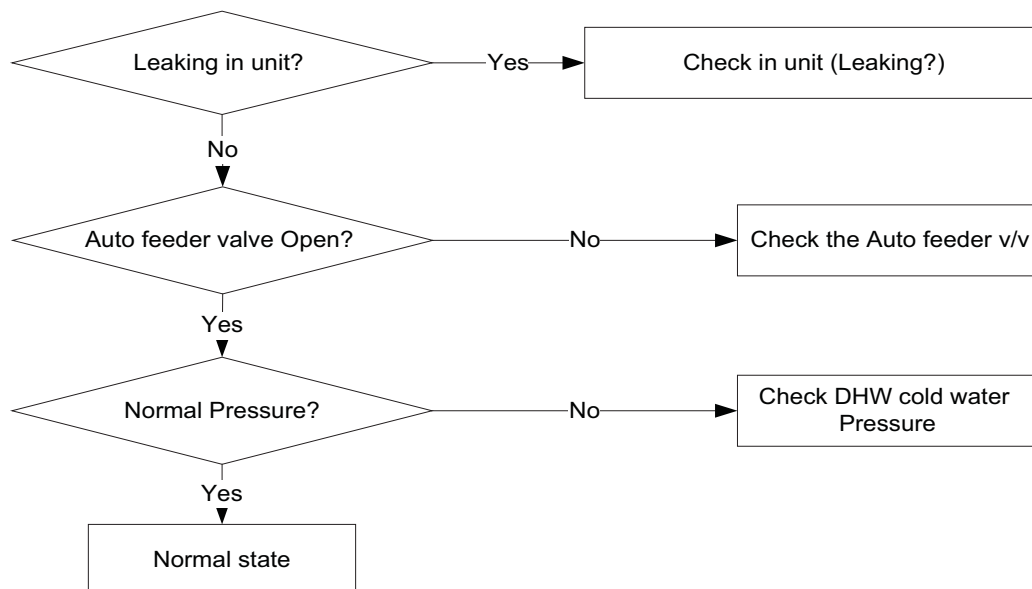 Leaking in unit?
Yes
Check in unit (Leaking?)
No
Auto feeder valve Open?
No
Check the Auto feeder v/v
Yes
Normal Pressure?
No
Check DHW cold water
Pressure
Yes
Normal state